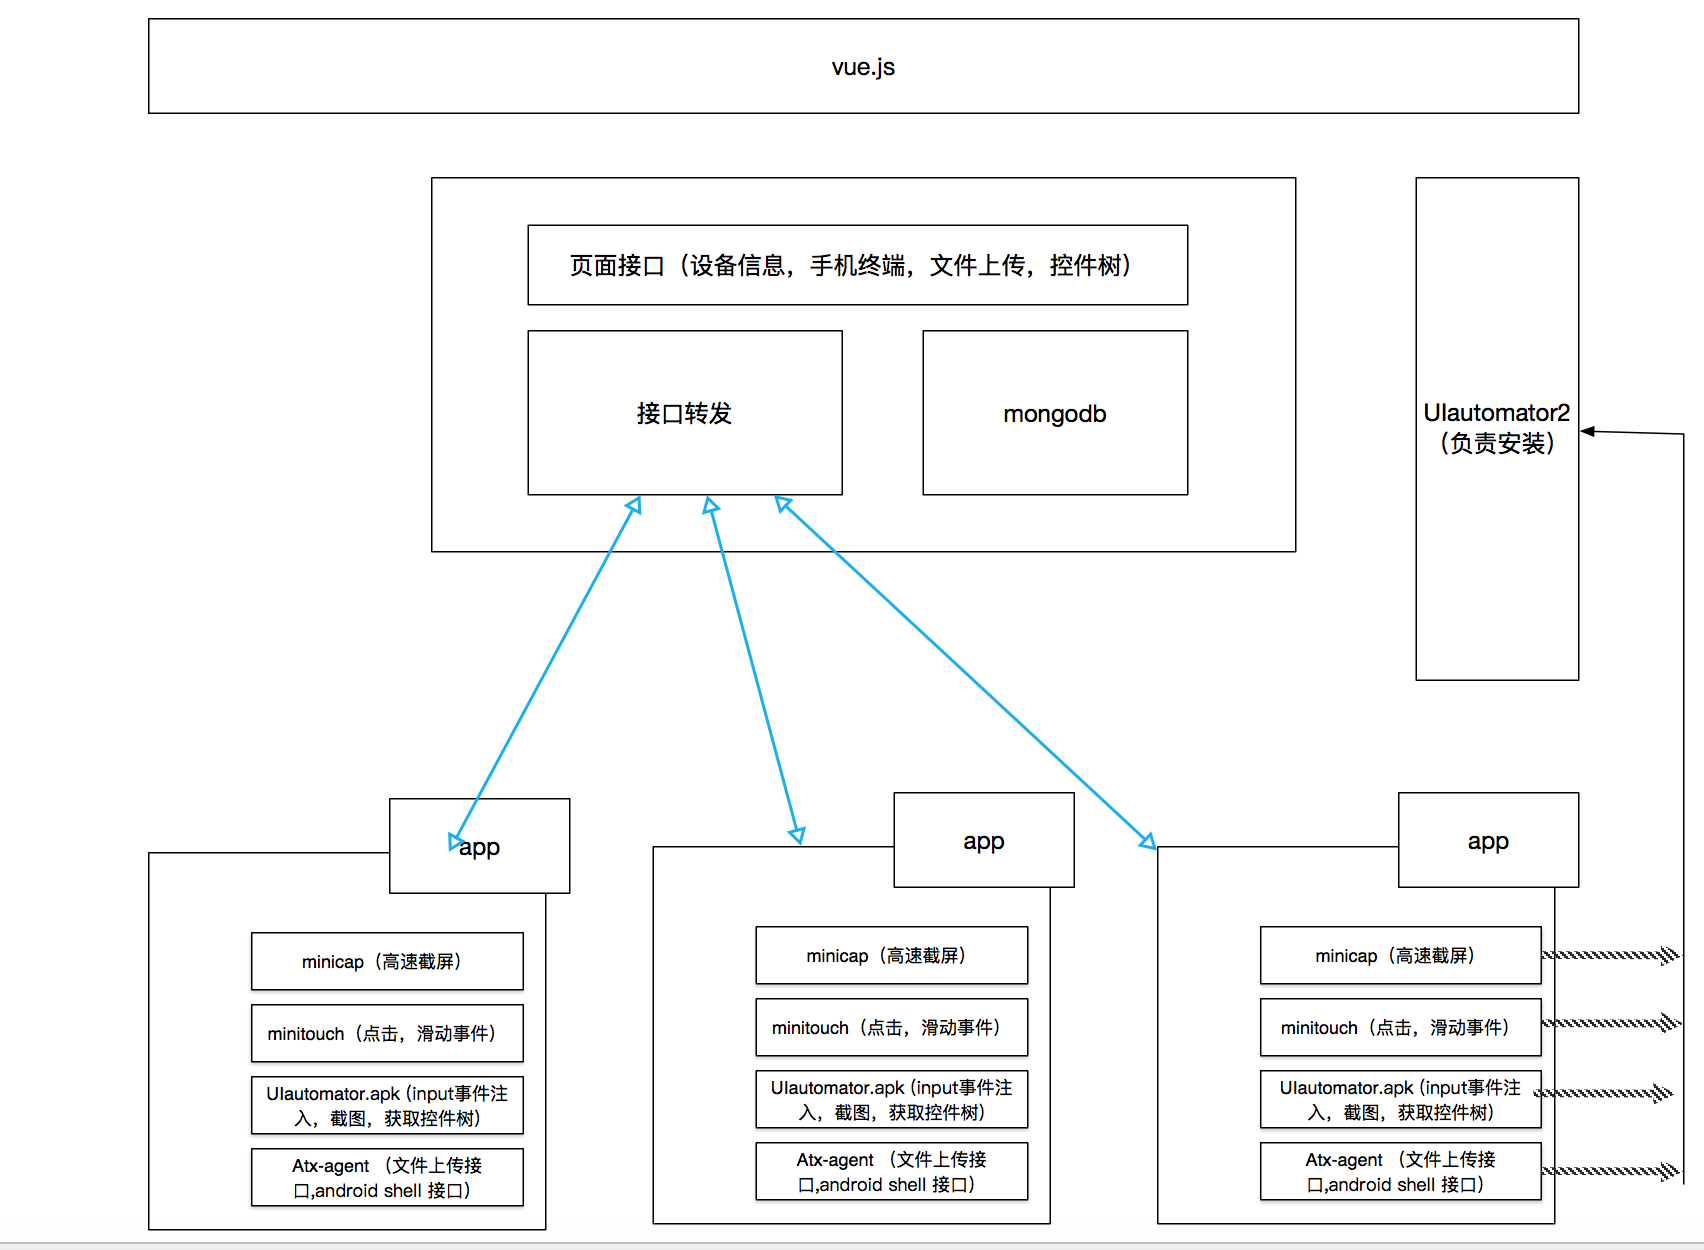 vue.js
页面接口（设备信息，手机终端，文件上传，控件树）
接口转发
mongodb
UIautomator2
（负责安装）
app
minicap（高速截屏）
minitouch（点击，滑动事件）
UIautomator.apk (input事件注
入，截图，获取控件树）
Atx-agent （文件上传接
口,android shell 接口）
app
minicap（高速截屏）
minitouch（点击，滑动事件）
UIautomator.apk (input事件注
入，截图，获取控件树）
Atx-agent （文件上传接
口,android shell 接口）
app
minicap（高速截屏）
minitouch（点击，滑动事件）
UIautomator.apk (input事件注
入，截图，获取控件树）
Atx-agent （文件上传接
口,android shell 接口）